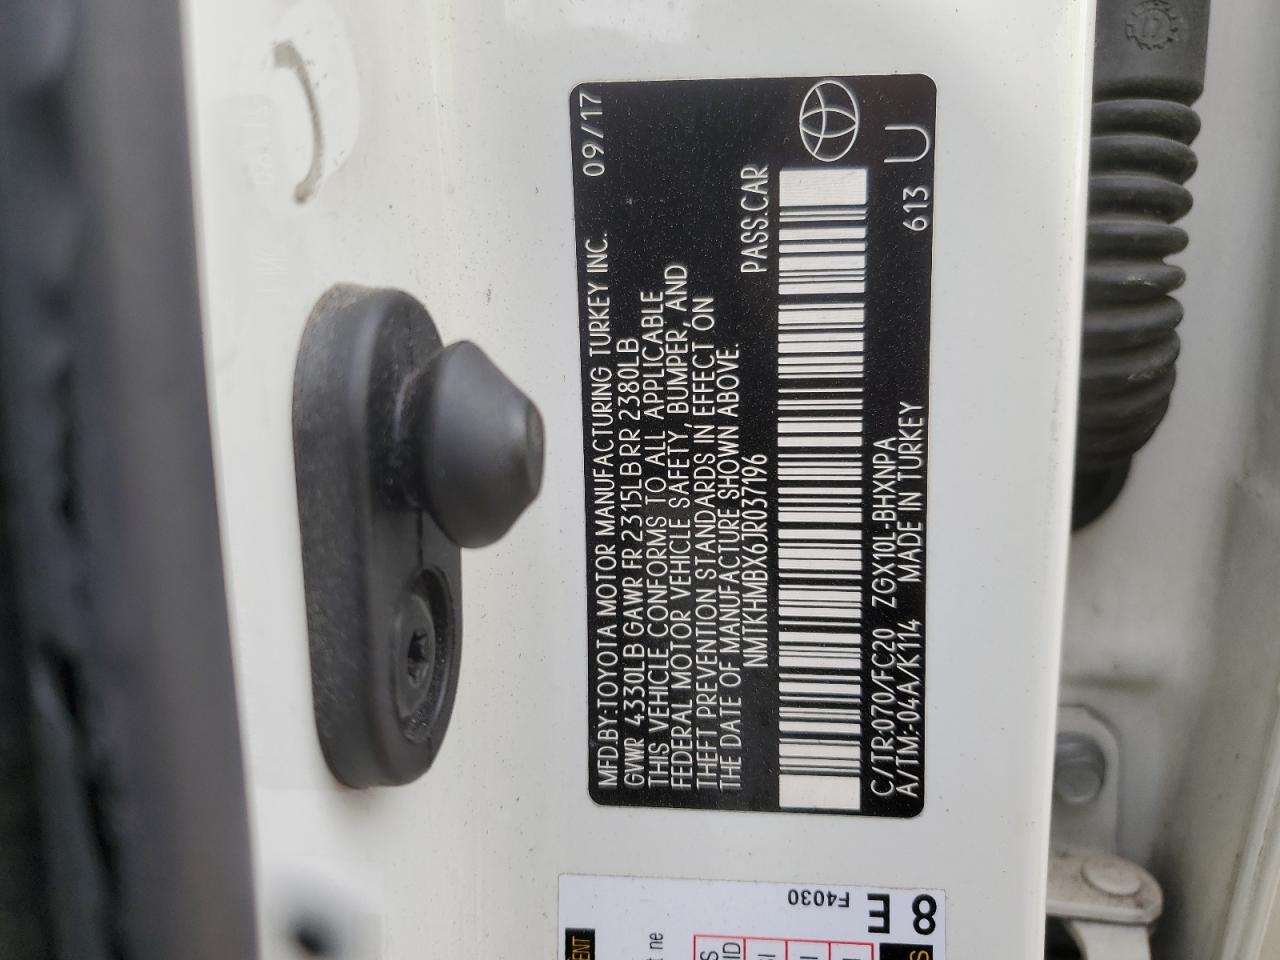 MFD.BY:TOYOTA MOTOR MANUFACTURING TURKEY INC. 09/17
GVWR 4330LB GAWR FR 2315LB RR 2380LB
THIS VEHICLE CONFORMS TO ALL APPLICABLE
FEDERAL MOTOR VEHICLE SAFETY, BUMPER, AND
THEFT PREVENTION STANDARDS IN EFFECT ON
THE DATE OF MANUFACTURE SHOWN ABOVE.
NMTKHMBX6JR037196 PASS.CAR
C/TR:070/FC20 ZGX10L-BHXNPA 613 U
A/TM:-04A/K114 MADE IN TURKEY
8E
F4030
17